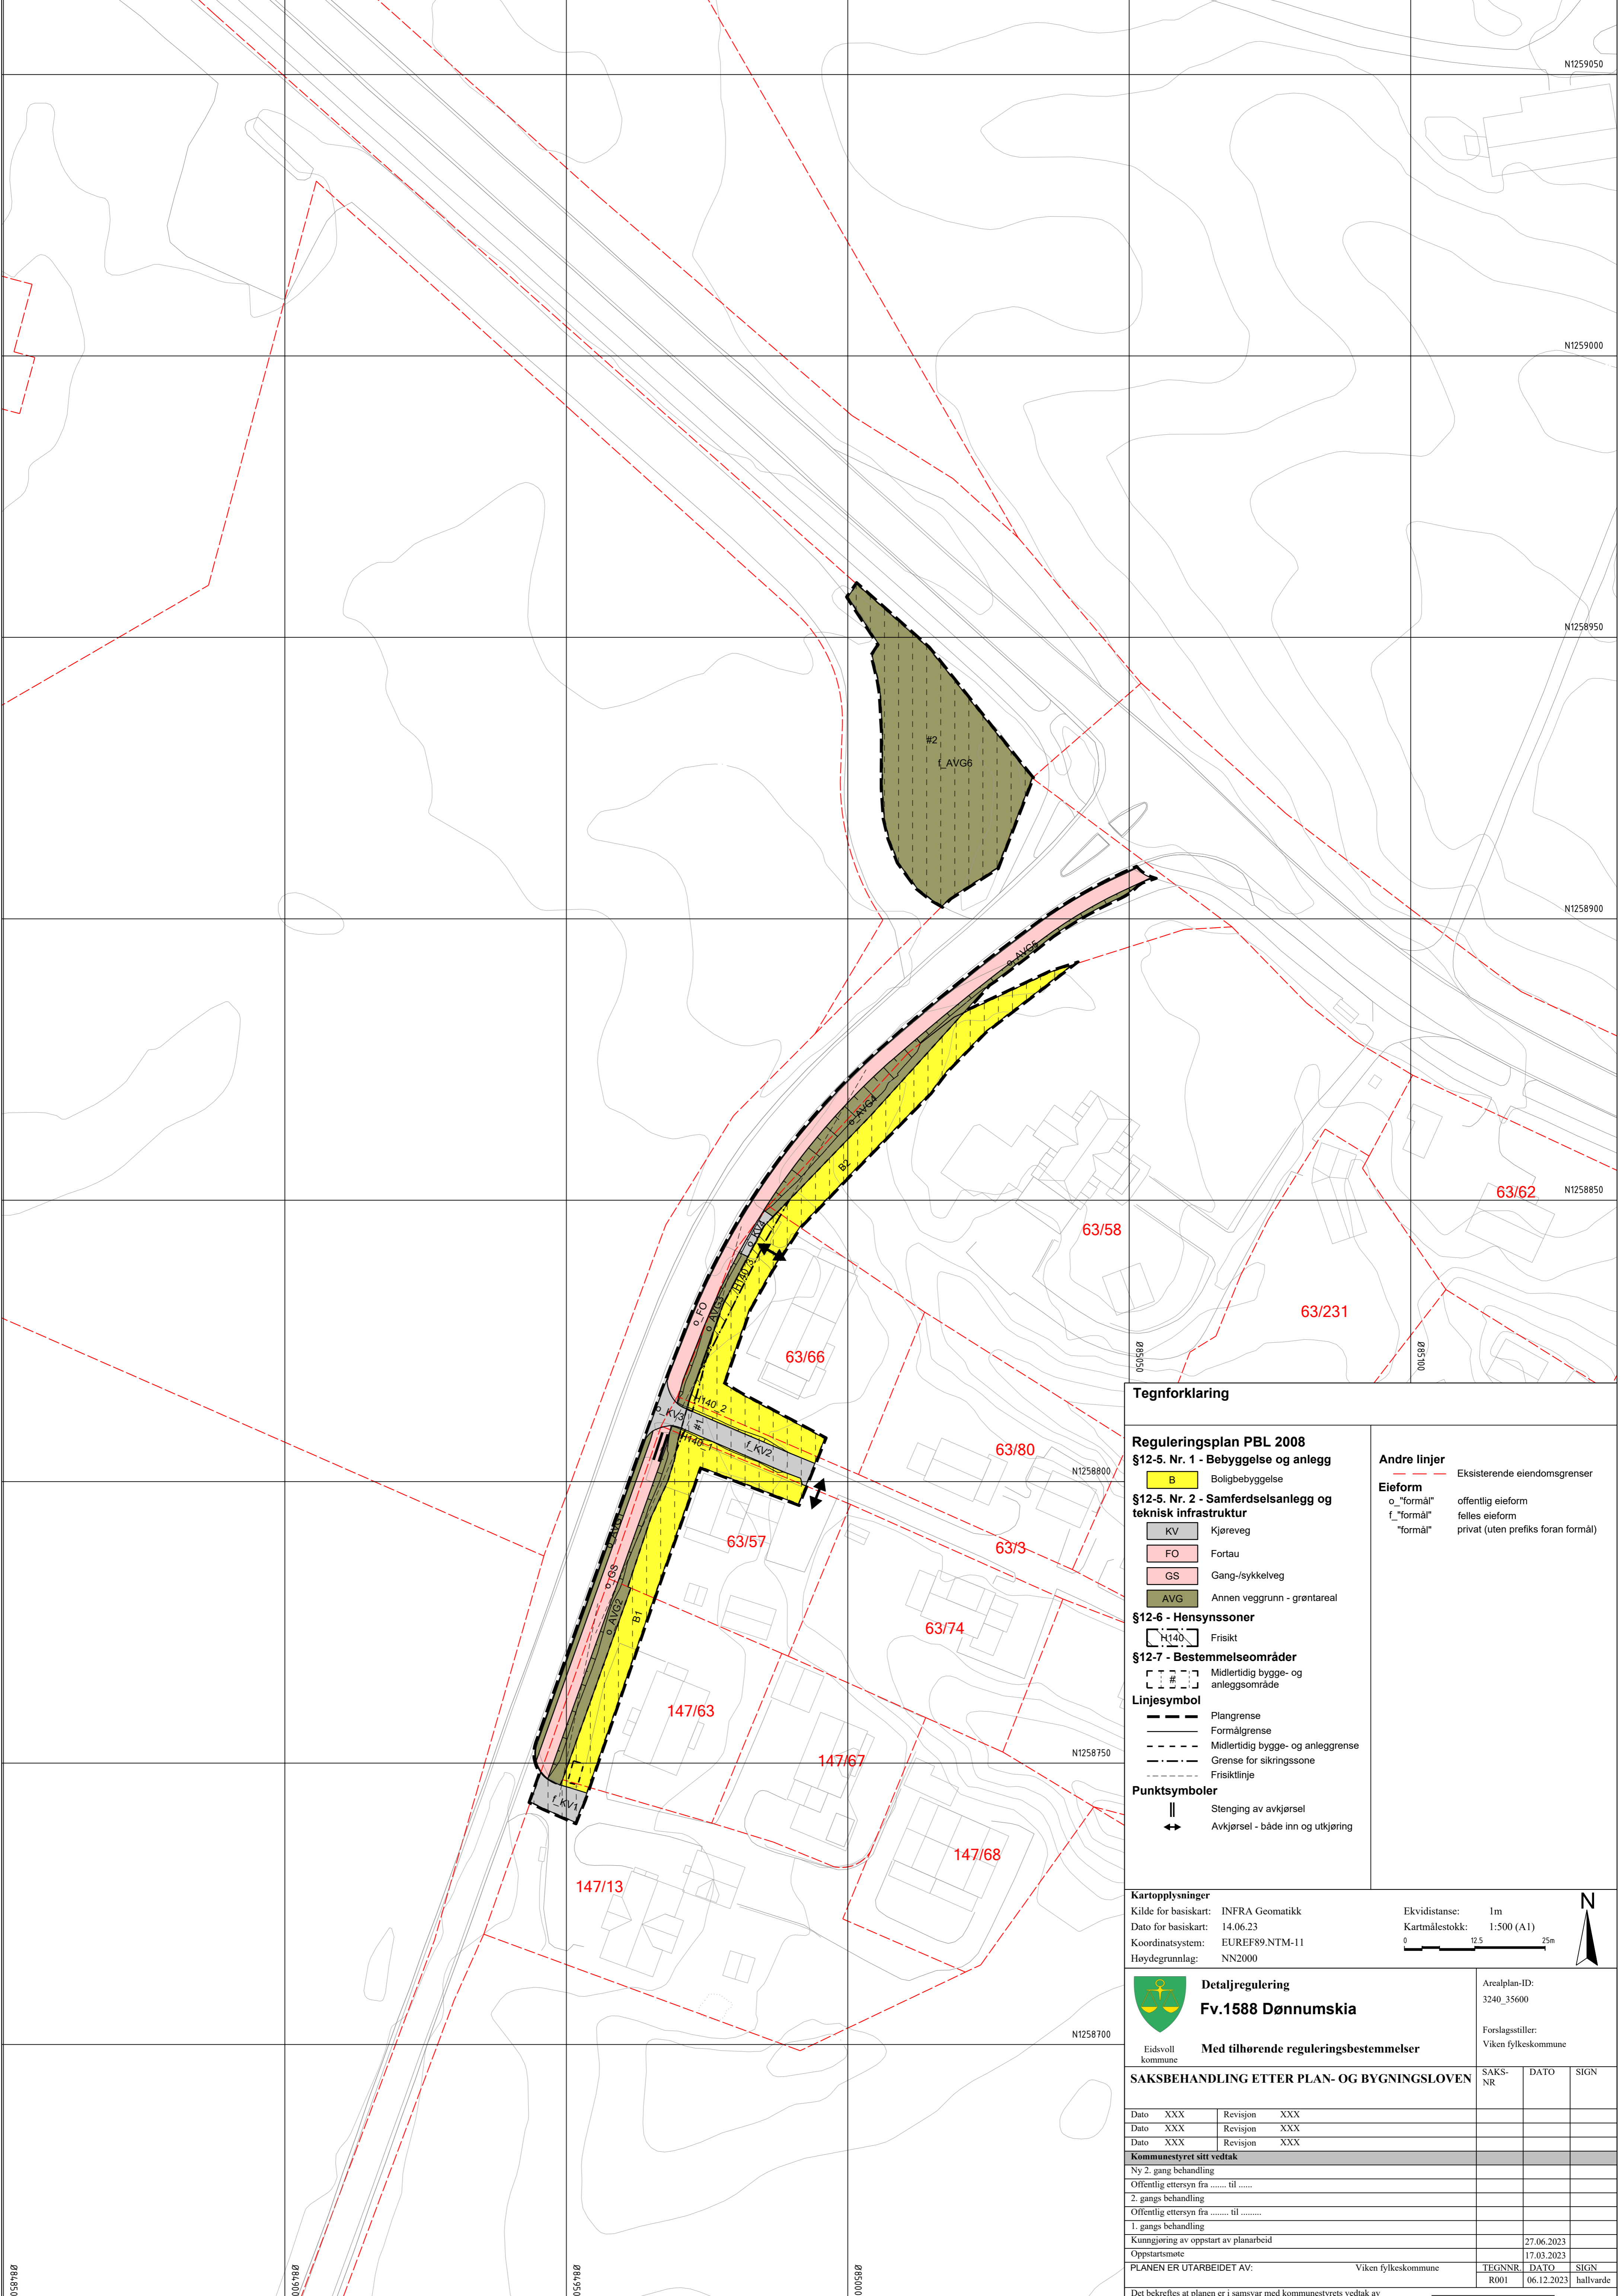 N1259050
N1259000
N1258950
#2
f_AVG6
N1258900
o_AVG5
o_AVG4
B2
N1258850
63/62
63/58
o_KV4
H140_3
63/231
o_FO
o_AVG3
63/66
Ø85050
Ø85100
H140_2
o_KV3
#1
H140_1
f_KV2
63/80
N1258800
63/57
63/3
o_GS
o_AVG2
B1
63/74
147/63
147/67
N1258750
f_KV1
147/68
147/13
N1258700
Ø84850
Ø84900
Ø84950
Ø85000
Tegnforklaring
Reguleringsplan PBL 2008
§12-5. Nr. 1 - Bebyggelse og anlegg
B Boligbebyggelse
§12-5. Nr. 2 - Samferdselsanlegg og
teknisk infrastruktur
KV Kjøreveg
FO Fortau
GS Gang-/sykkelveg
AVG Annen veggrunn - grøntareal
§12-6 - Hensynssoner
H140 Frisikt
§12-7 - Bestemmelseområder
# Midlertidig bygge- og
anleggsområde
Linjesymbol
Plangrense
Formålgrense
Midlertidig bygge- og anleggrense
Grense for sikringssone
Frisiktlinje
Punktsymboler
Stenging av avkjørsel
Avkjørsel - både inn og utkjøring
Andre linjer
Eksisterende eiendomsgrenser
Eieform
o_"formål" offentlig eieform
f_"formål" felles eieform
"formål" privat (uten prefiks foran formål)
Kartopplysninger
Kilde for basiskart: INFRA Geomatikk
Dato for basiskart: 14.06.23
Koordinatsystem: EUREF89.NTM-11
Høydegrunnlag: NN2000
Ekvidistanse: 1m
Kartmålestokk: 1:500 (A1)
0 12.5 25m
N
Detaljregulering
Fv.1588 Dønnumskia
Eidsvoll
kommune
Med tilhørende reguleringsbestemmelser
Arealplan-ID:
3240_35600
Forslagsstiller:
Viken fylkeskommune
SAKSBEHANDLING ETTER PLAN- OG BYGNINGSLOVEN
SAKS-
NR DATO SIGN
Dato XXX Revisjon XXX
Dato XXX Revisjon XXX
Dato XXX Revisjon XXX
Kommunestyret sitt vedtak
Ny 2. gang behandling
Offentlig ettersyn fra ....... til ......
2. gangs behandling
Offentlig ettersyn fra ........ til .........
1. gangs behandling
Kunngjøring av oppstart av planarbeid 27.06.2023
Oppstartsmøte 17.03.2023
PLANEN ER UTARBEIDET AV: Viken fylkeskommune TEGNNR. DATO SIGN
R001 06.12.2023 hallvarde
Det bekreftes at planen er i samsvar med kommunestyrets vedtak av